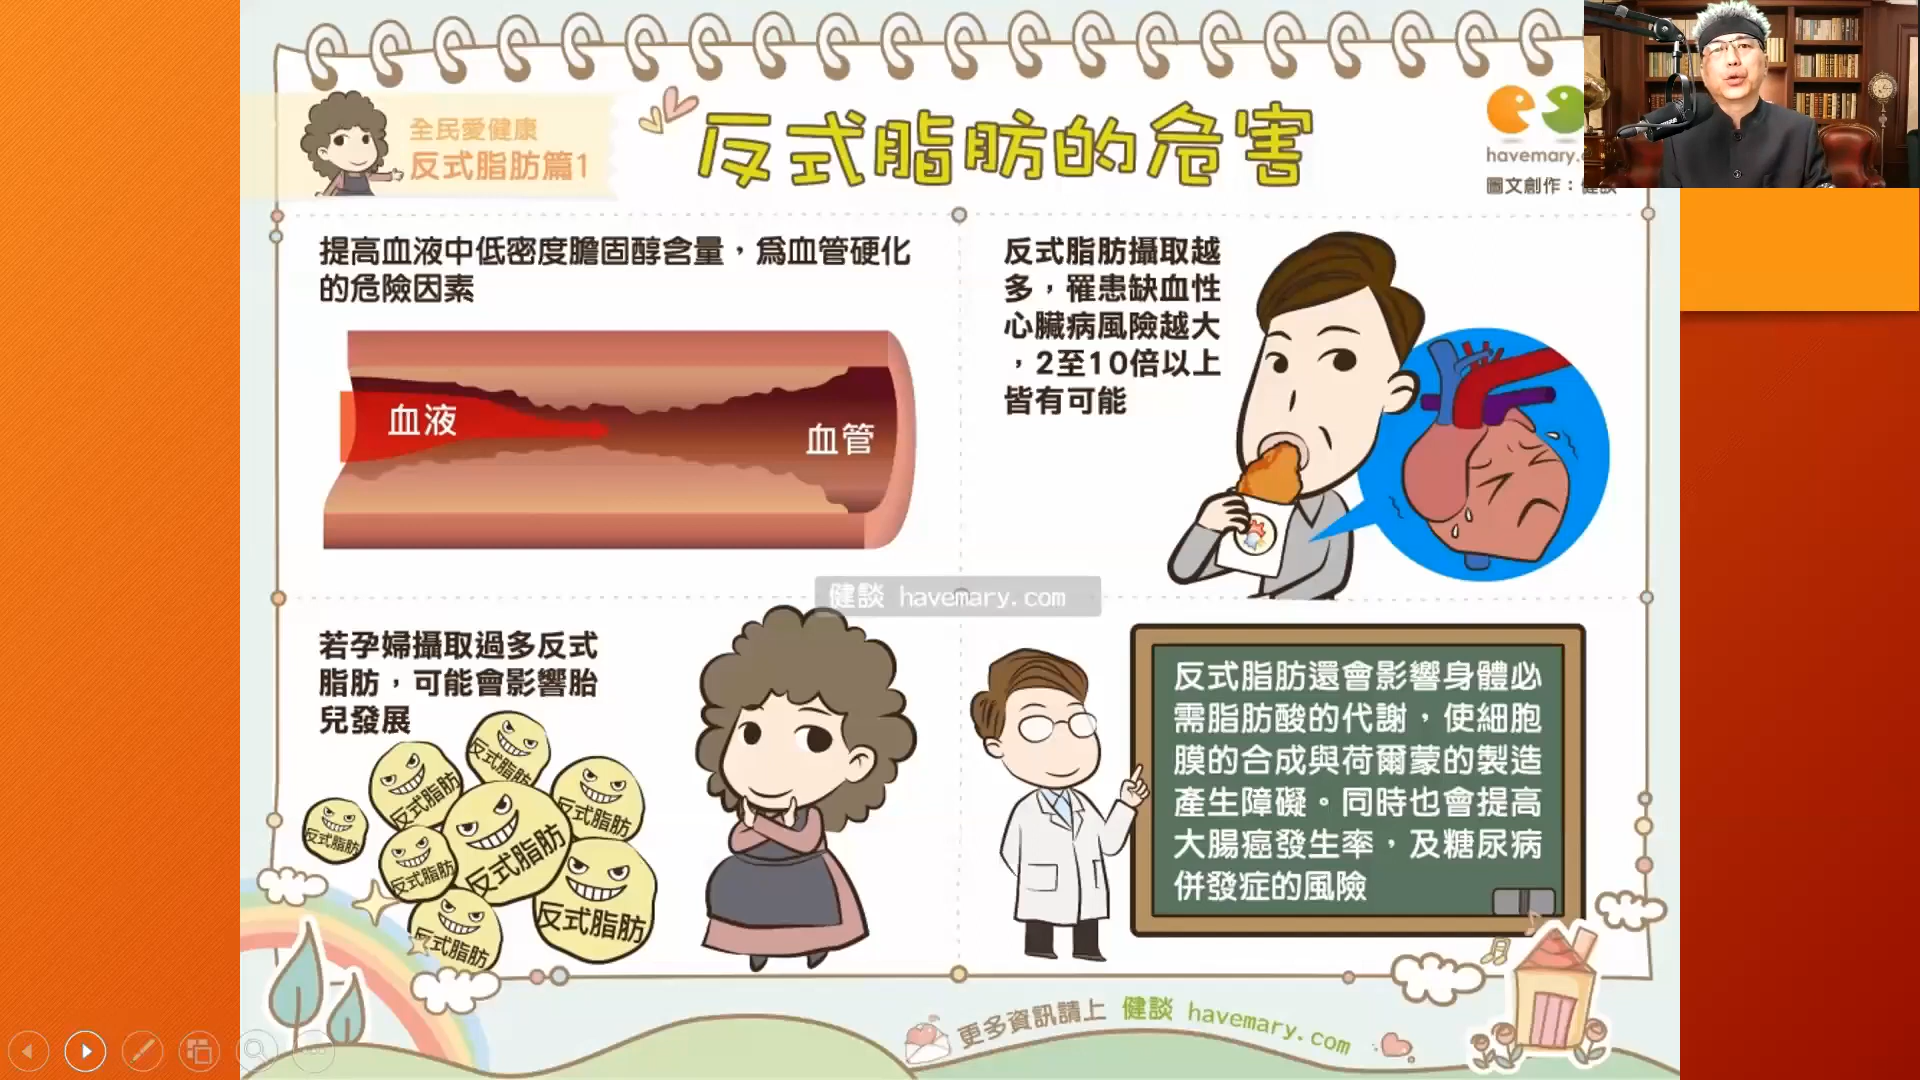 全民愛健康
反式脂肪篇1
反式脂肪的危害
havemary.
圖文創作：健談
提高血液中低密度膽固醇含量，為血管硬化
的危險因素
血液
血管
反式脂肪攝取越
多，罹患缺血性
心臟病風險越大
，2至10倍以上
皆有可能
健談 havemary.com
若孕婦攝取過多反式
脂肪，可能會影響胎
兒發展
反式脂肪
反式脂肪
反式脂肪
反式脂肪
反式脂肪
反式脂肪
反式脂肪
反式脂肪
反式脂肪還會影響身體必
需脂肪酸的代謝，使細胞
膜的合成與荷爾蒙的製造
產生障礙。同時也會提高
大腸癌發生率，及糖尿病
併發症的風險
更多資訊請上 健談 havemary.com